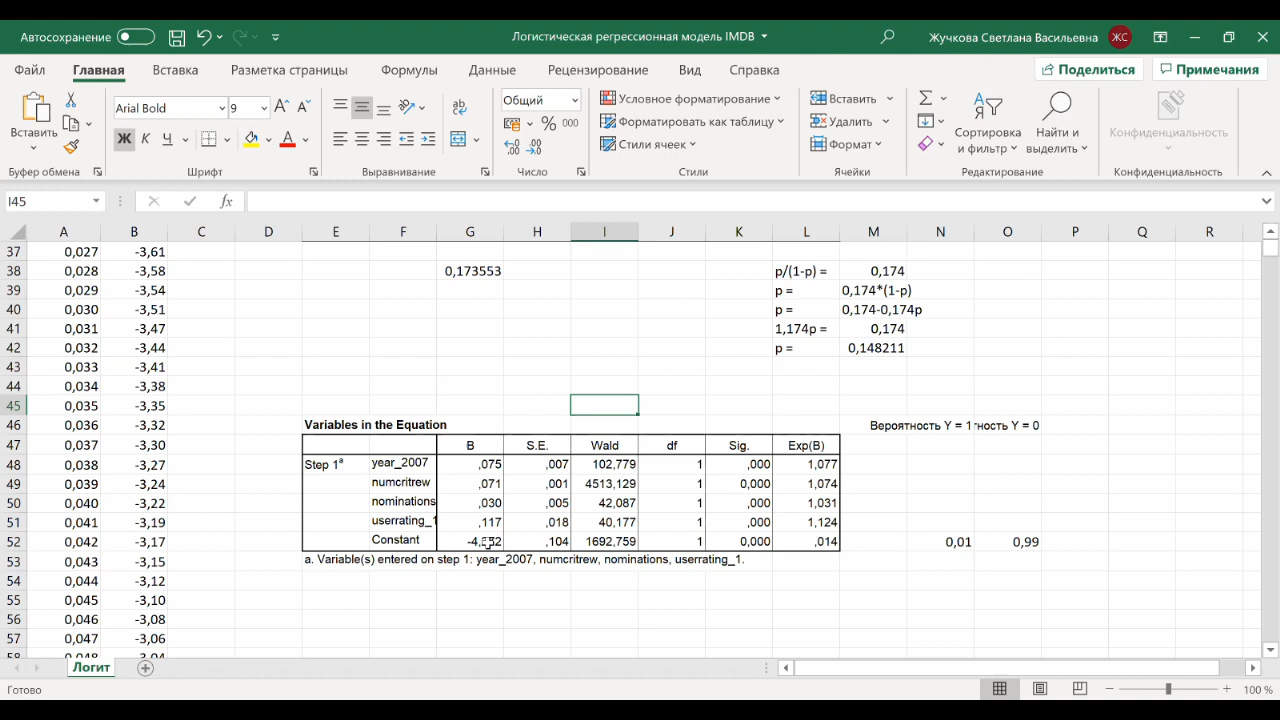 Автосохранение
Логистическая регрессионная модель IMDB
Жучкова Светлана Васильевна ЖС
Файл Главная Вставка Разметка страницы Формулы Данные Рецензирование Вид Справка Поделиться Примечания
Вставить
Arial Bold 9
Ж К Ч
Общий
% 000
Условное форматирование
Форматировать как таблицу
Стили ячеек
Вставить
Удалить
Формат
Сортировка и фильтр
Найти и выделить
Конфиденциальность
Буфер обмена Шрифт Выравнивание Число Стили Ячейки Редактирование Конфиденциальность
I45 fx
A B C D E F G H I J K L M N O P Q R
37 0,027 -3,61
38 0,028 -3,58 0,173553 p/(1-p) = 0,174
39 0,029 -3,54 p = 0,174*(1-p)
40 0,030 -3,51 p = 0,174-0,174p
41 0,031 -3,47 1,174p = 0,174
42 0,032 -3,44 p = 0,148211
43 0,033 -3,41
44 0,034 -3,38
45 0,035 -3,35
46 0,036 -3,32 Variables in the Equation Вероятность Y = 1 гность Y = 0
47 0,037 -3,30 B S.E. Wald df Sig. Exp(B)
48 0,038 -3,27 Step 1a year_2007 ,075 ,007 102,779 1 ,000 1,077
49 0,039 -3,24 numcritrew ,071 ,001 4513,129 1 0,000 1,074
50 0,040 -3,22 nominations ,030 ,005 42,087 1 ,000 1,031
51 0,041 -3,19 userrating_1 ,117 ,018 40,177 1 ,000 1,124
52 0,042 -3,17 Constant ,104 1692,759 1 0,000 ,014 0,01 0,99
53 0,043 -3,15 a. Variable(s) entered on step 1: year_2007, numcritrew, nominations, userrating_1.
54 0,044 -3,12
55 0,045 -3,10
56 0,046 -3,08
57 0,047 -3,06
58 0,048 -3,04
Логит
Готово 100 %